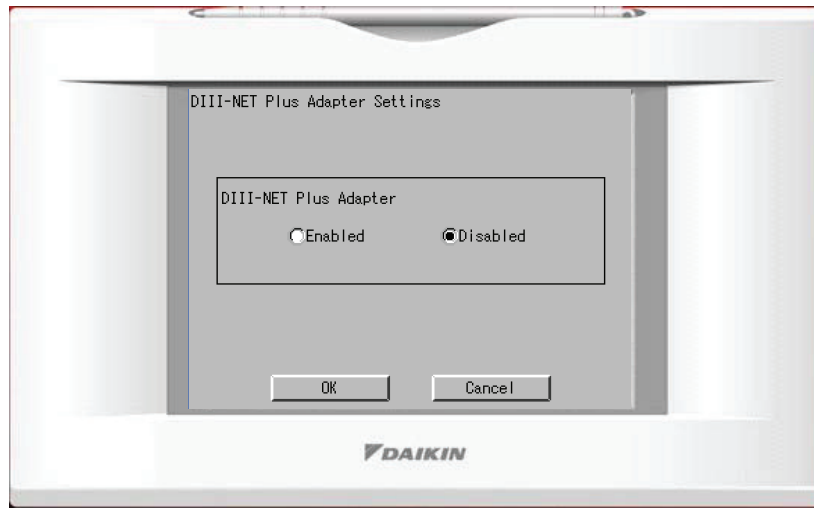 DIII-NET Plus Adapter Settings
DIII-NET Plus Adapter
Enabled Disabled
OK Cancel
DAIKIN